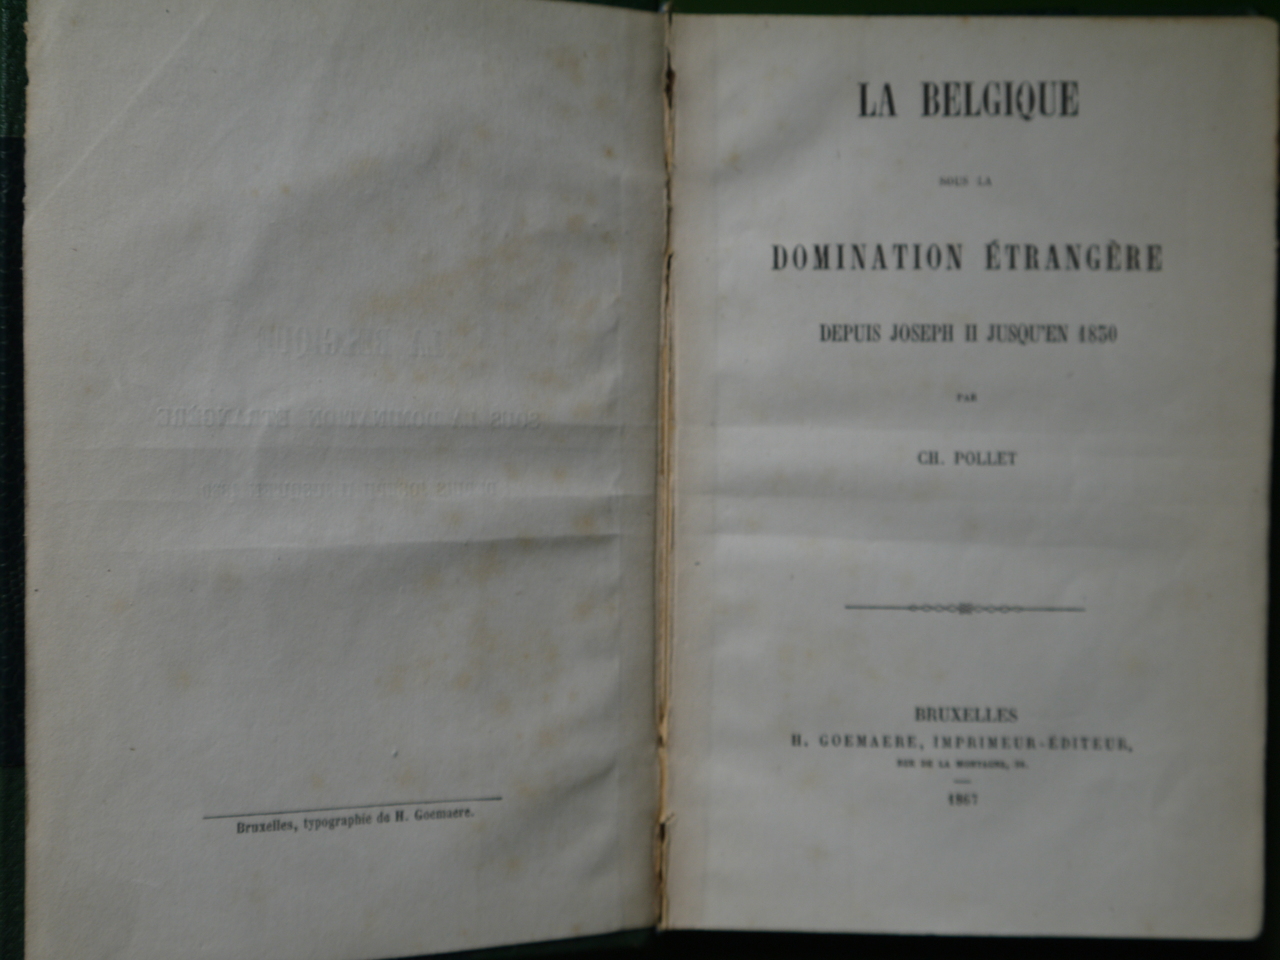 Bruxelles, typographie de H. Goemaere.
LA BELGIQUE
SOUS LA
DOMINATION ÉTRANGÈRE
DEPUIS JOSEPH II JUSQU'EN 1830
PAR
CH. POLLET
BRUXELLES
H. GOEMAERE, IMPRIMEUR-ÉDITEUR,
RUE DE LA MONTAGNE,
1867